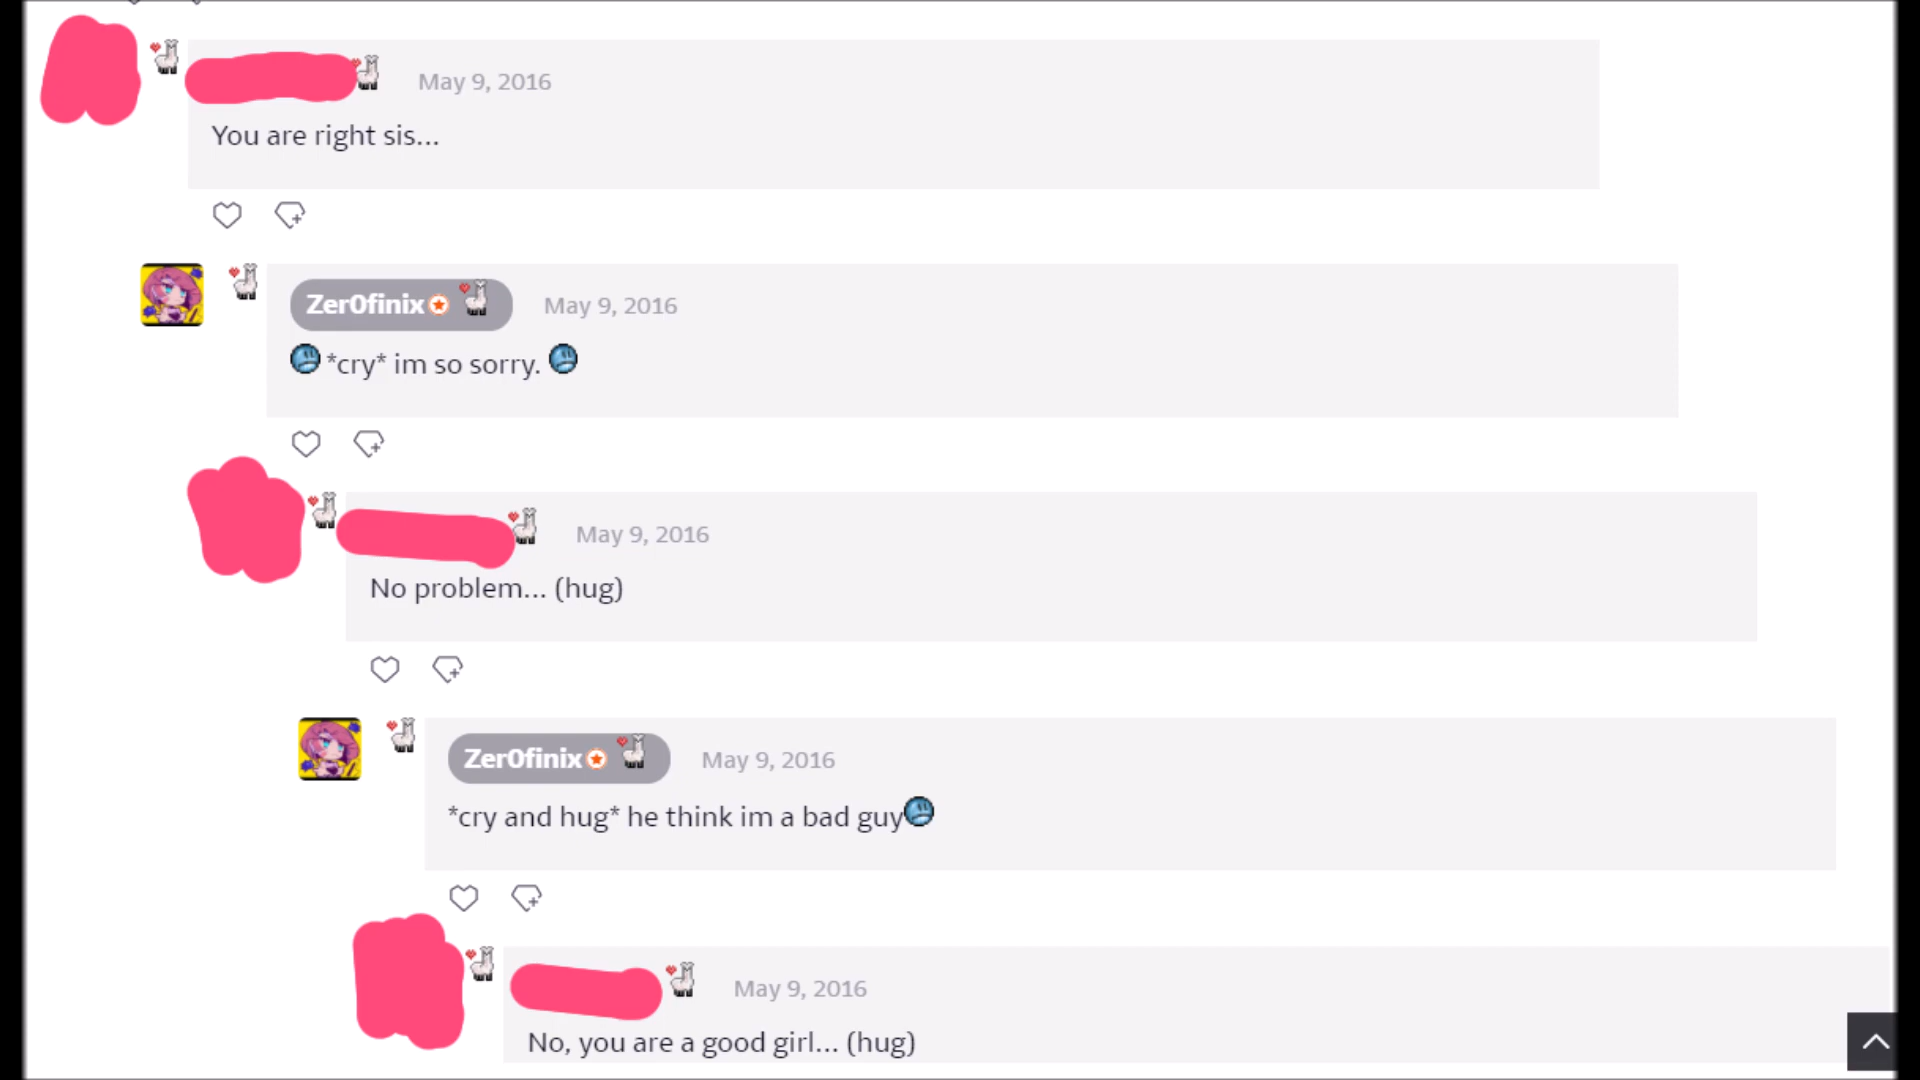 May 9, 2016
You are right sis...
Zer0finix May 9, 2016
*cry* im so sorry.
May 9, 2016
No problem... (hug)
Zer0finix May 9, 2016
*cry and hug* he think im a bad guy
May 9, 2016
No, you are a good girl... (hug)